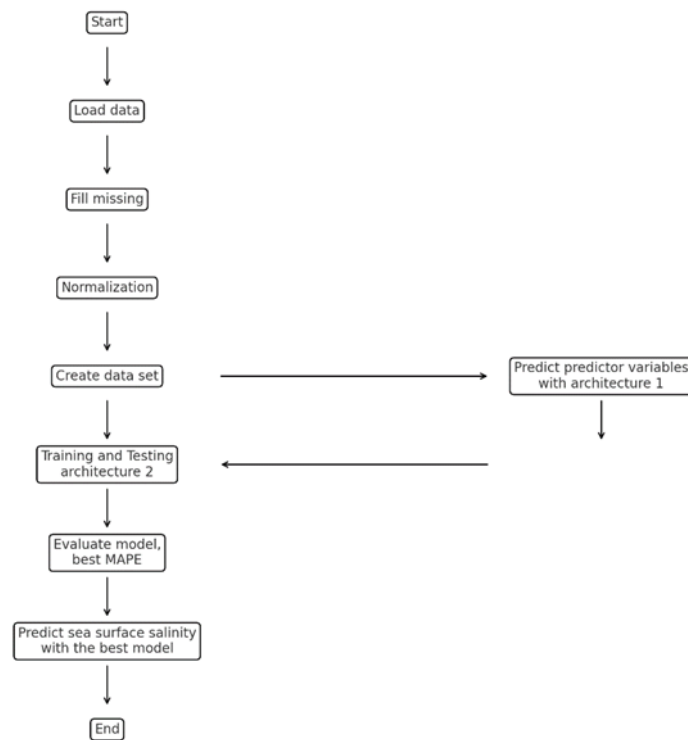 Start
Load data
Fill missing
Normalization
Create data set
Predict predictor variables
with architecture 1
Training and Testing
architecture 2
Evaluate model,
best MAPE
Predict sea surface salinity
with the best model
End